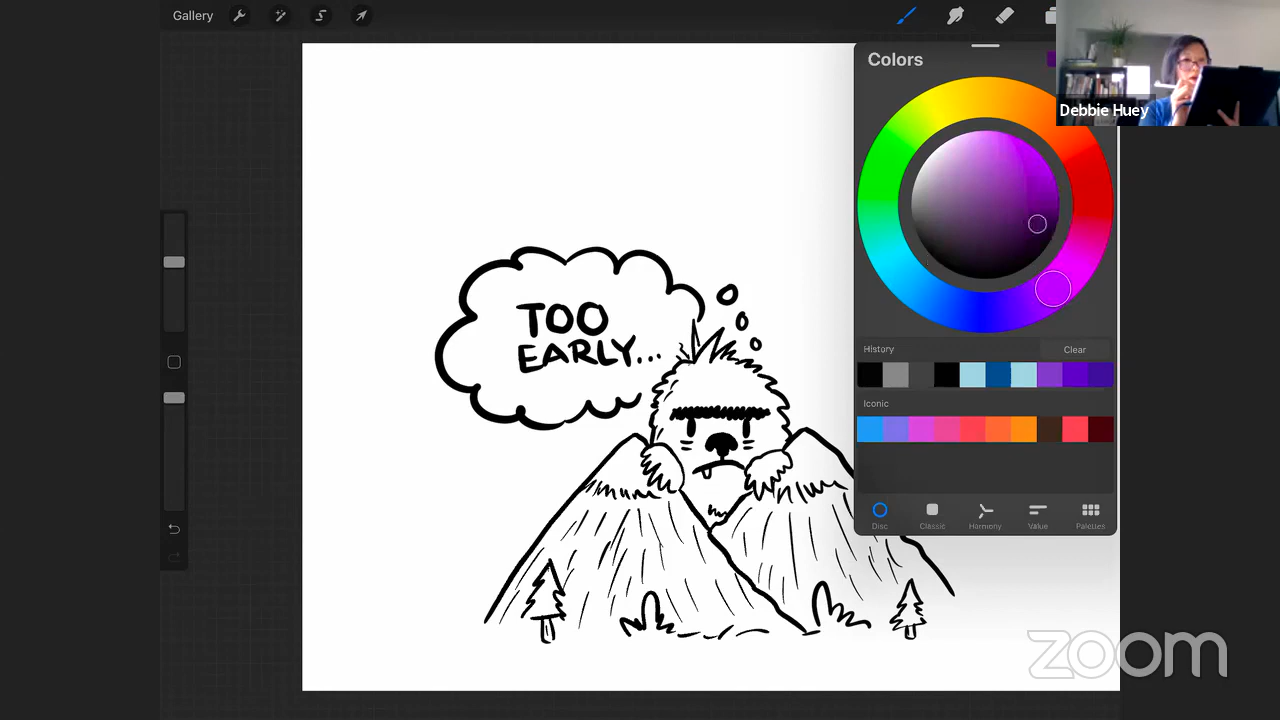 Gallery
Colors
Debbie Huey
TOO
EARLY...
History
Clear
Iconic
Disc
Classic
Harmony
Value
Palettes
zoom